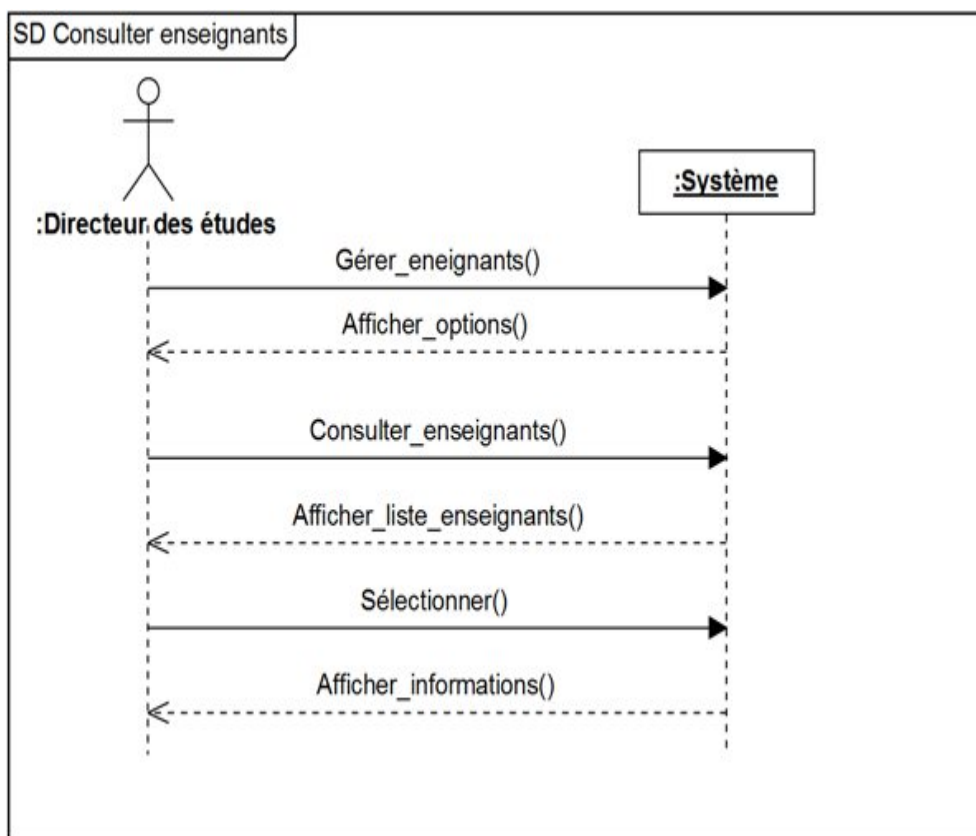 SD Consulter enseignants
:Système
:Directeur des études
Gérer_eneignants()
Afficher_options()
Consulter_enseignants()
Afficher_liste_enseignants()
Sélectionner()
Afficher_informations()